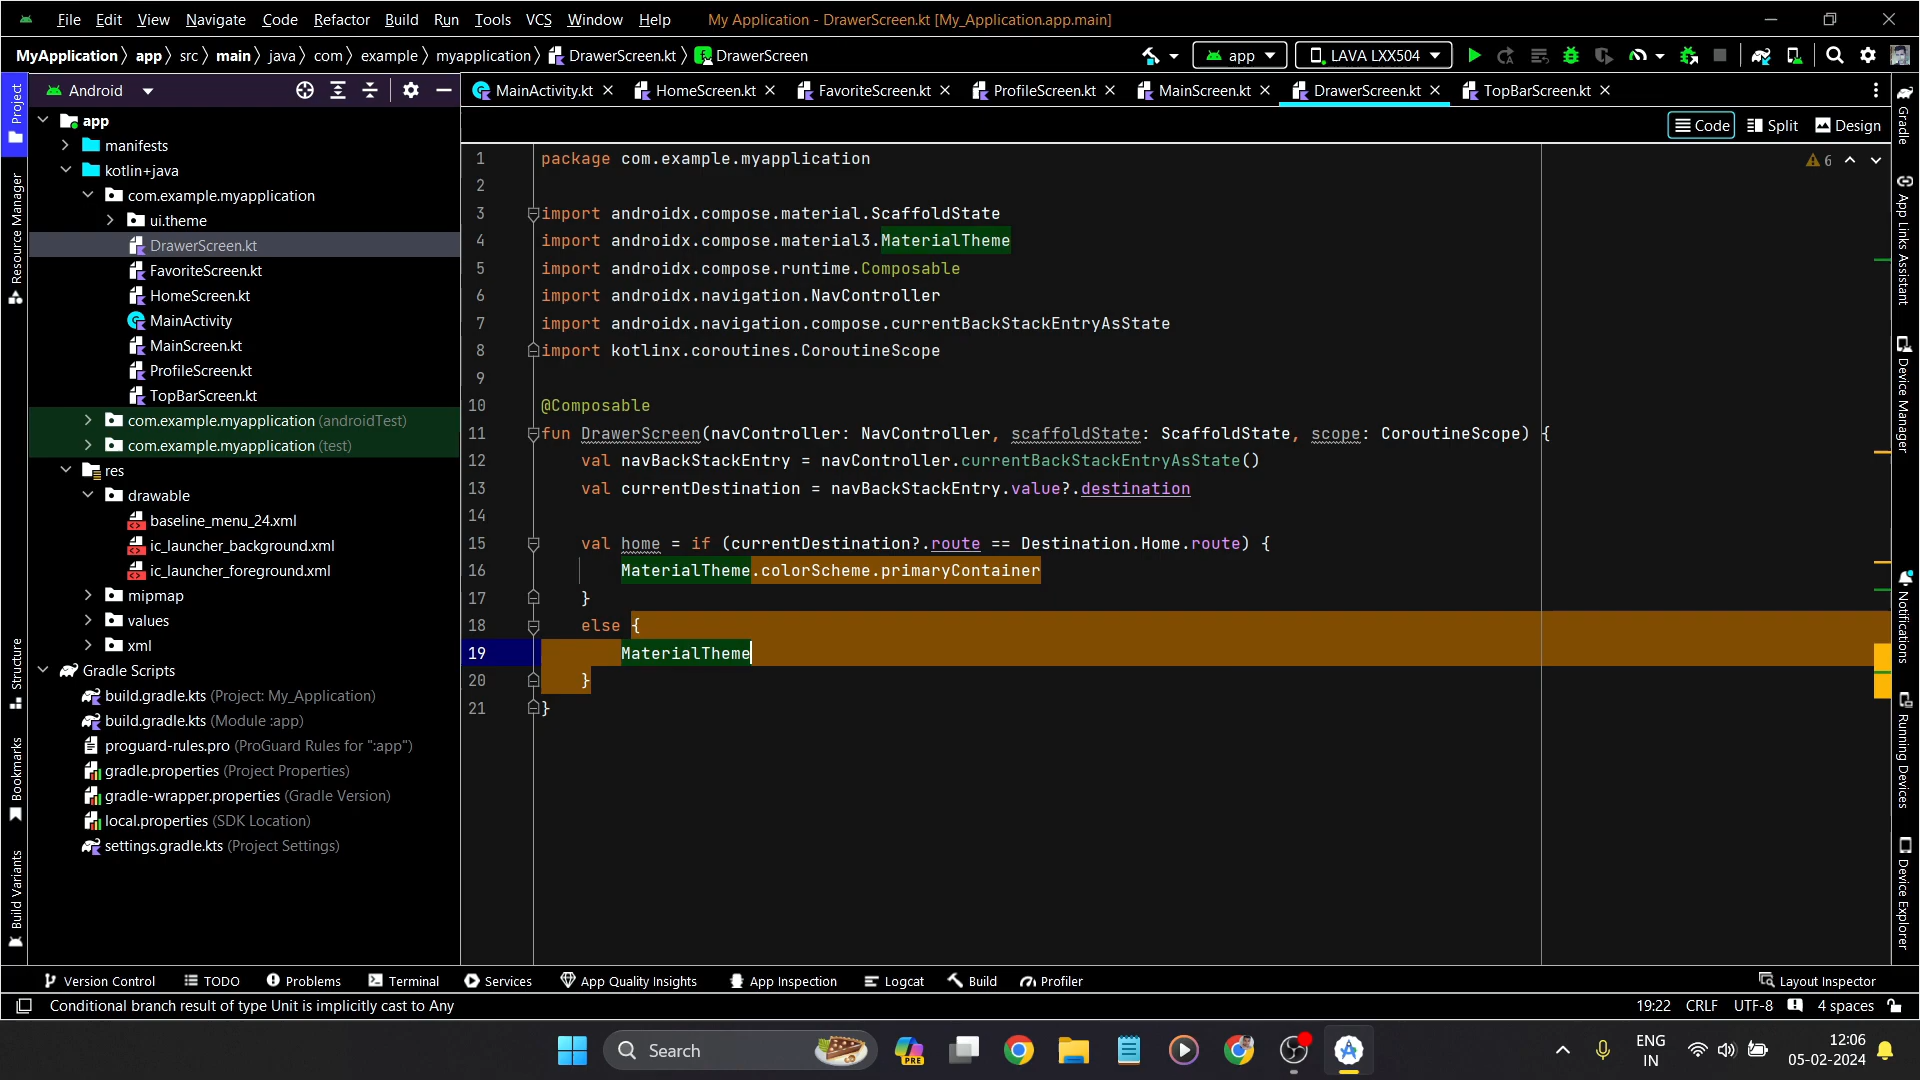 File Edit View Navigate Code Refactor Build Run Tools VCS Window Help My Application - DrawerScreen.kt [My_Application.app.main]
MyApplication app src main java com example myapplication DrawerScreen.kt DrawerScreen app LAVA LXX504
Project
Resource Manager
Structure
Bookmarks
Build Variants
Android
app
manifests
kotlin+java
com.example.myapplication
ui.theme
DrawerScreen.kt
FavoriteScreen.kt
HomeScreen.kt
MainActivity
MainScreen.kt
ProfileScreen.kt
TopBarScreen.kt
com.example.myapplication (androidTest)
com.example.myapplication (test)
res
drawable
baseline_menu_24.xml
ic_launcher_background.xml
ic_launcher_foreground.xml
mipmap
values
xml
Gradle Scripts
build.gradle.kts (Project: My_Application)
build.gradle.kts (Module :app)
proguard-rules.pro (ProGuard Rules for ":app")
gradle.properties (Project Properties)
gradle-wrapper.properties (Gradle Version)
local.properties (SDK Location)
settings.gradle.kts (Project Settings)
MainActivity.kt HomeScreen.kt FavoriteScreen.kt ProfileScreen.kt MainScreen.kt DrawerScreen.kt TopBarScreen.kt
Code Split Design
6
1 package com.example.myapplication
2
3 import androidx.compose.material.ScaffoldState
4 import androidx.compose.material3.MaterialTheme
5 import androidx.compose.runtime.Composable
6 import androidx.navigation.NavController
7 import androidx.navigation.compose.currentBackStackEntryAsState
8 import kotlinx.coroutines.CoroutineScope
9
10 @Composable
11 fun DrawerScreen(navController: NavController, scaffoldState: ScaffoldState, scope: CoroutineScope) {
12 val navBackStackEntry = navController.currentBackStackEntryAsState()
13 val currentDestination = navBackStackEntry.value?.destination
14
15 val home = if (currentDestination?.route == Destination.Home.route) {
16 MaterialTheme.colorScheme.primaryContainer
17 }
18 else {
19 MaterialTheme
20 }
21 }
Gradle
App Links Assistant
Device Manager
Notifications
Running Devices
Device Explorer
Version Control TODO Problems Terminal Services App Quality Insights App Inspection Logcat Build Profiler Layout Inspector
Conditional branch result of type Unit is implicitly cast to Any 19:22 CRLF UTF-8 4 spaces
Search PRE ENG IN 12:06 05-02-2024